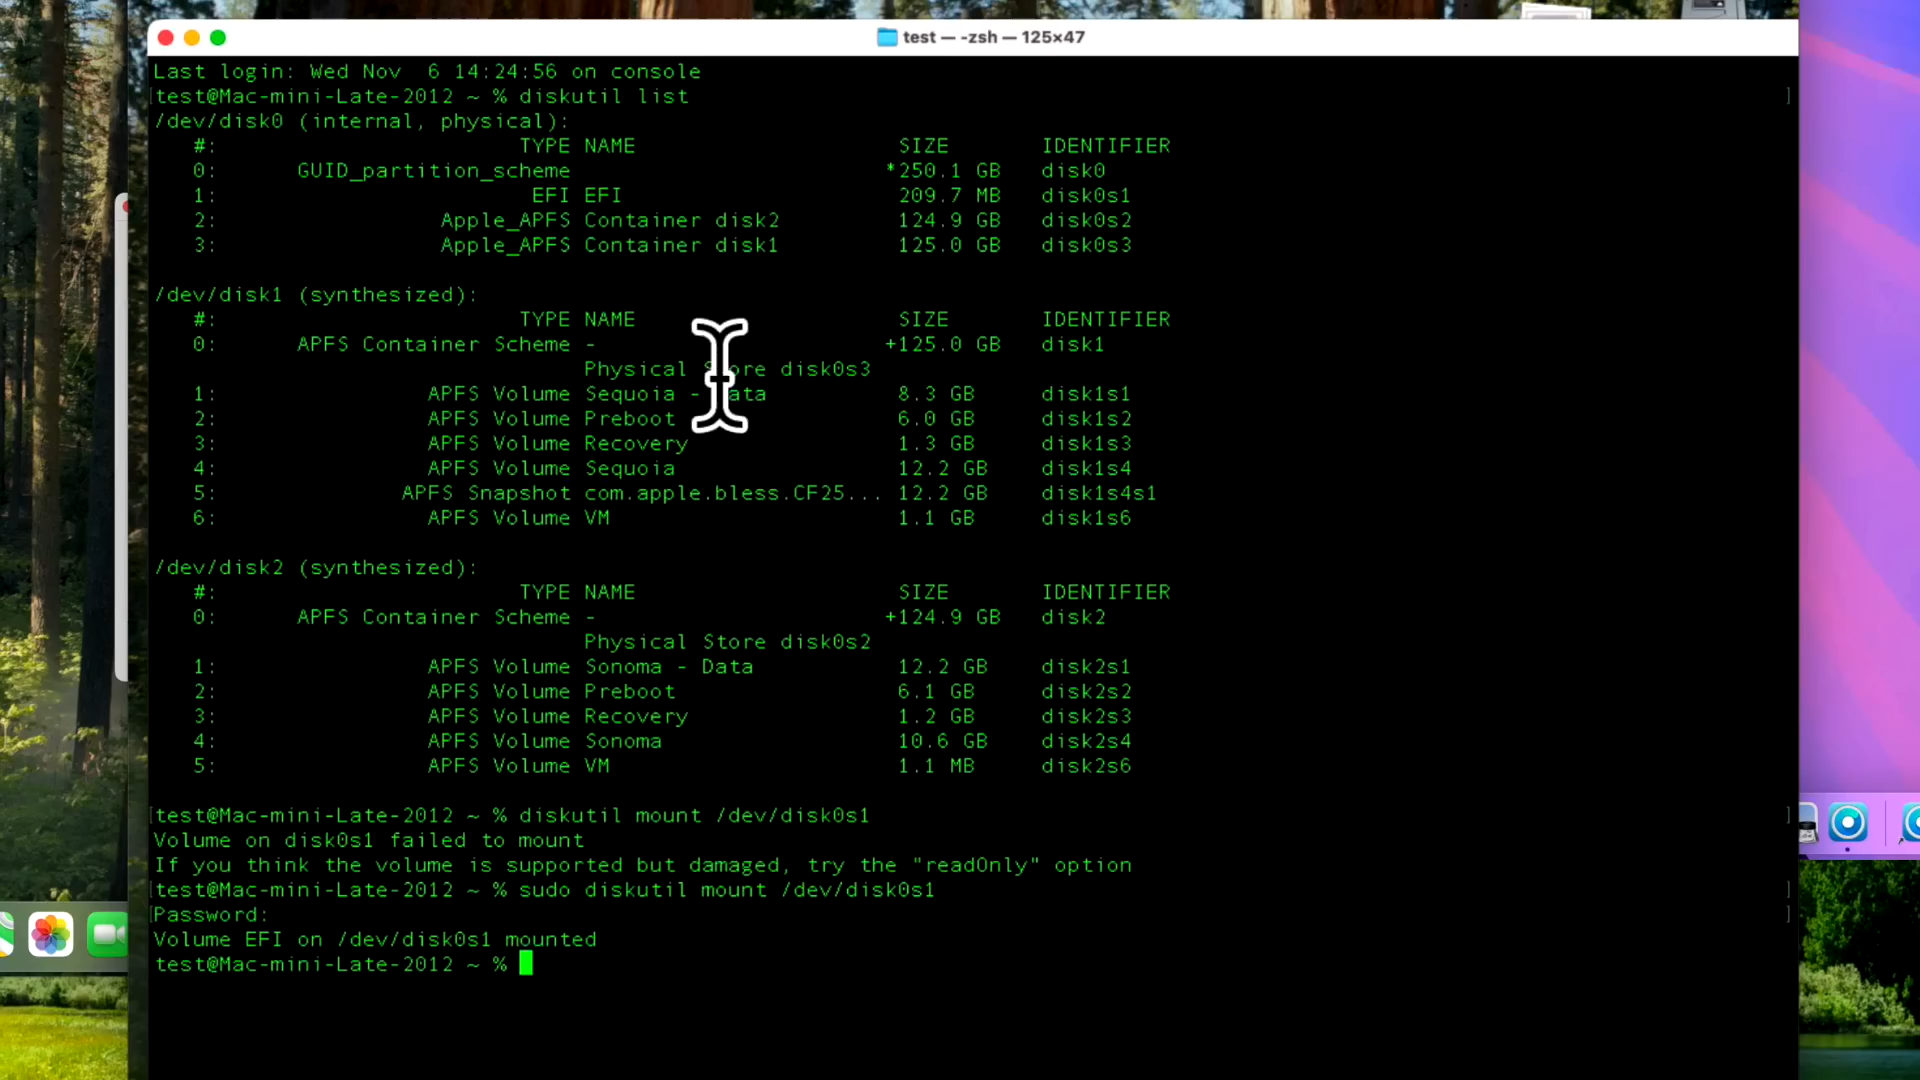 test — -zsh — 125×47
Last login: Wed Nov  6 14:24:56 on console
test@Mac-mini-Late-2012 ~ % diskutil list
/dev/disk0 (internal, physical):
#: TYPE NAME SIZE IDENTIFIER
0: GUID_partition_scheme *250.1 GB disk0
1: EFI EFI 209.7 MB disk0s1
2: Apple_APFS Container disk2 124.9 GB disk0s2
3: Apple_APFS Container disk1 125.0 GB disk0s3
/dev/disk1 (synthesized):
#: TYPE NAME SIZE IDENTIFIER
0: APFS Container Scheme - +125.0 GB disk1
Physical Store disk0s3
1: APFS Volume Sequoia - Data 8.3 GB disk1s1
2: APFS Volume Preboot 6.0 GB disk1s2
3: APFS Volume Recovery 1.3 GB disk1s3
4: APFS Volume Sequoia 12.2 GB disk1s4
5: APFS Snapshot com.apple.bless.CF25... 12.2 GB disk1s4s1
6: APFS Volume VM 1.1 GB disk1s6
/dev/disk2 (synthesized):
#: TYPE NAME SIZE IDENTIFIER
0: APFS Container Scheme - +124.9 GB disk2
Physical Store disk0s2
1: APFS Volume Sonoma - Data 12.2 GB disk2s1
2: APFS Volume Preboot 6.1 GB disk2s2
3: APFS Volume Recovery 1.2 GB disk2s3
4: APFS Volume Sonoma 10.6 GB disk2s4
5: APFS Volume VM 1.1 MB disk2s6
test@Mac-mini-Late-2012 ~ % diskutil mount /dev/disk0s1
Volume on disk0s1 failed to mount
If you think the volume is supported but damaged, try the "readOnly" option
test@Mac-mini-Late-2012 ~ % sudo diskutil mount /dev/disk0s1
Password:
Volume EFI on /dev/disk0s1 mounted
test@Mac-mini-Late-2012 ~ %